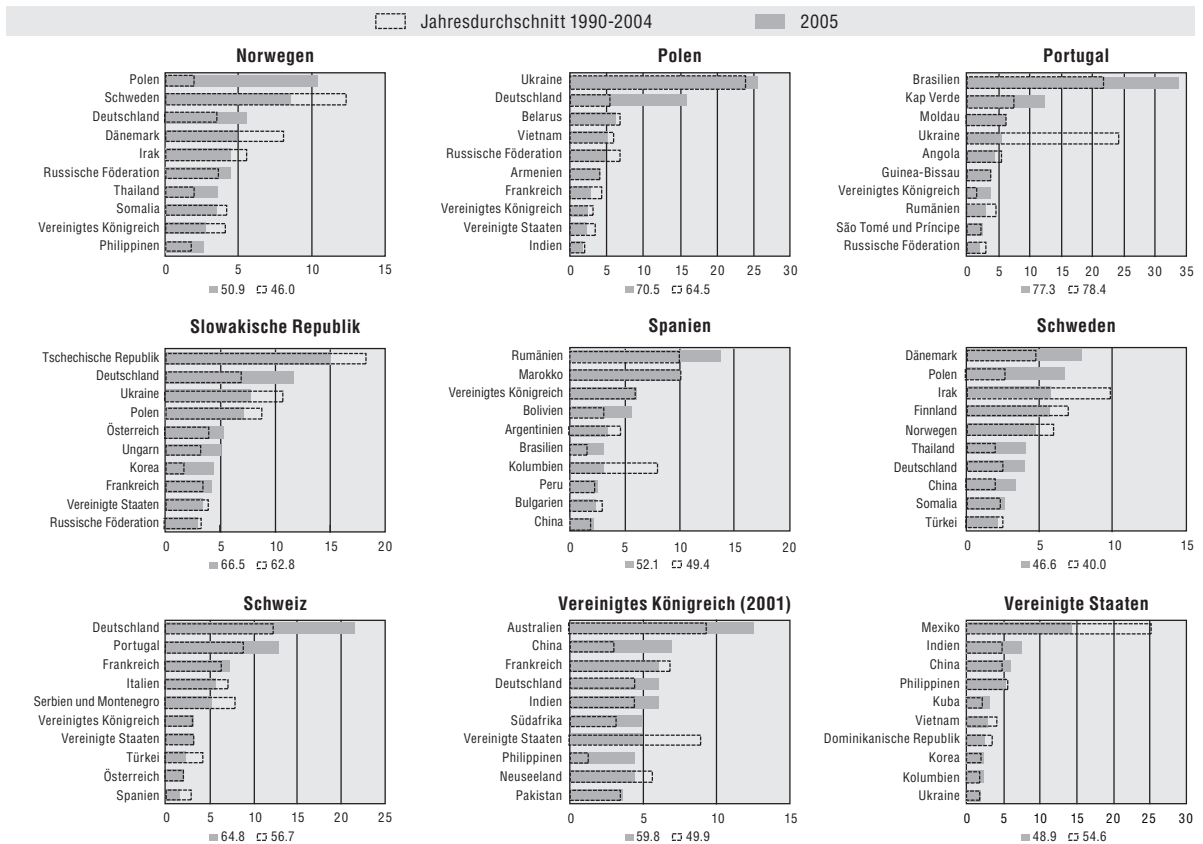 Jahresdurchschnitt 1990-2004 2005
Norwegen
Polen
Schweden
Deutschland
Dänemark
Irak
Russische Föderation
Thailand
Somalia
Vereinigtes Königreich
Philippinen
0 5 10 15
50.9 46.0
Polen
Ukraine
Deutschland
Belarus
Vietnam
Russische Föderation
Armenien
Frankreich
Vereinigtes Königreich
Vereinigte Staaten
Indien
0 5 10 15 20 25 30
70.5 64.5
Portugal
Brasilien
Kap Verde
Moldau
Ukraine
Angola
Guinea-Bissau
Vereinigtes Königreich
Rumänien
São Tomé und Príncipe
Russische Föderation
0 5 10 15 20 25 30 35
77.3 78.4
Slowakische Republik
Tschechische Republik
Deutschland
Ukraine
Polen
Österreich
Ungarn
Korea
Frankreich
Vereinigte Staaten
Russische Föderation
0 5 10 15 20
66.5 62.8
Spanien
Rumänien
Marokko
Vereinigtes Königreich
Bolivien
Argentinien
Brasilien
Kolumbien
Peru
Bulgarien
China
0 5 10 15 20
52.1 49.4
Schweden
Dänemark
Polen
Irak
Finnland
Norwegen
Thailand
Deutschland
China
Somalia
Türkei
0 5 10 15
46.6 40.0
Schweiz
Deutschland
Portugal
Frankreich
Italien
Serbien und Montenegro
Vereinigtes Königreich
Vereinigte Staaten
Türkei
Österreich
Spanien
0 5 10 15 20 25
64.8 56.7
Vereinigtes Königreich (2001)
Australien
China
Frankreich
Deutschland
Indien
Südafrika
Vereinigte Staaten
Philippinen
Neuseeland
Pakistan
0 5 10 15
59.8 49.9
Vereinigte Staaten
Mexiko
Indien
China
Philippinen
Kuba
Vietnam
Dominikanische Republik
Korea
Kolumbien
Ukraine
0 5 10 15 20 25 30
48.9 54.6